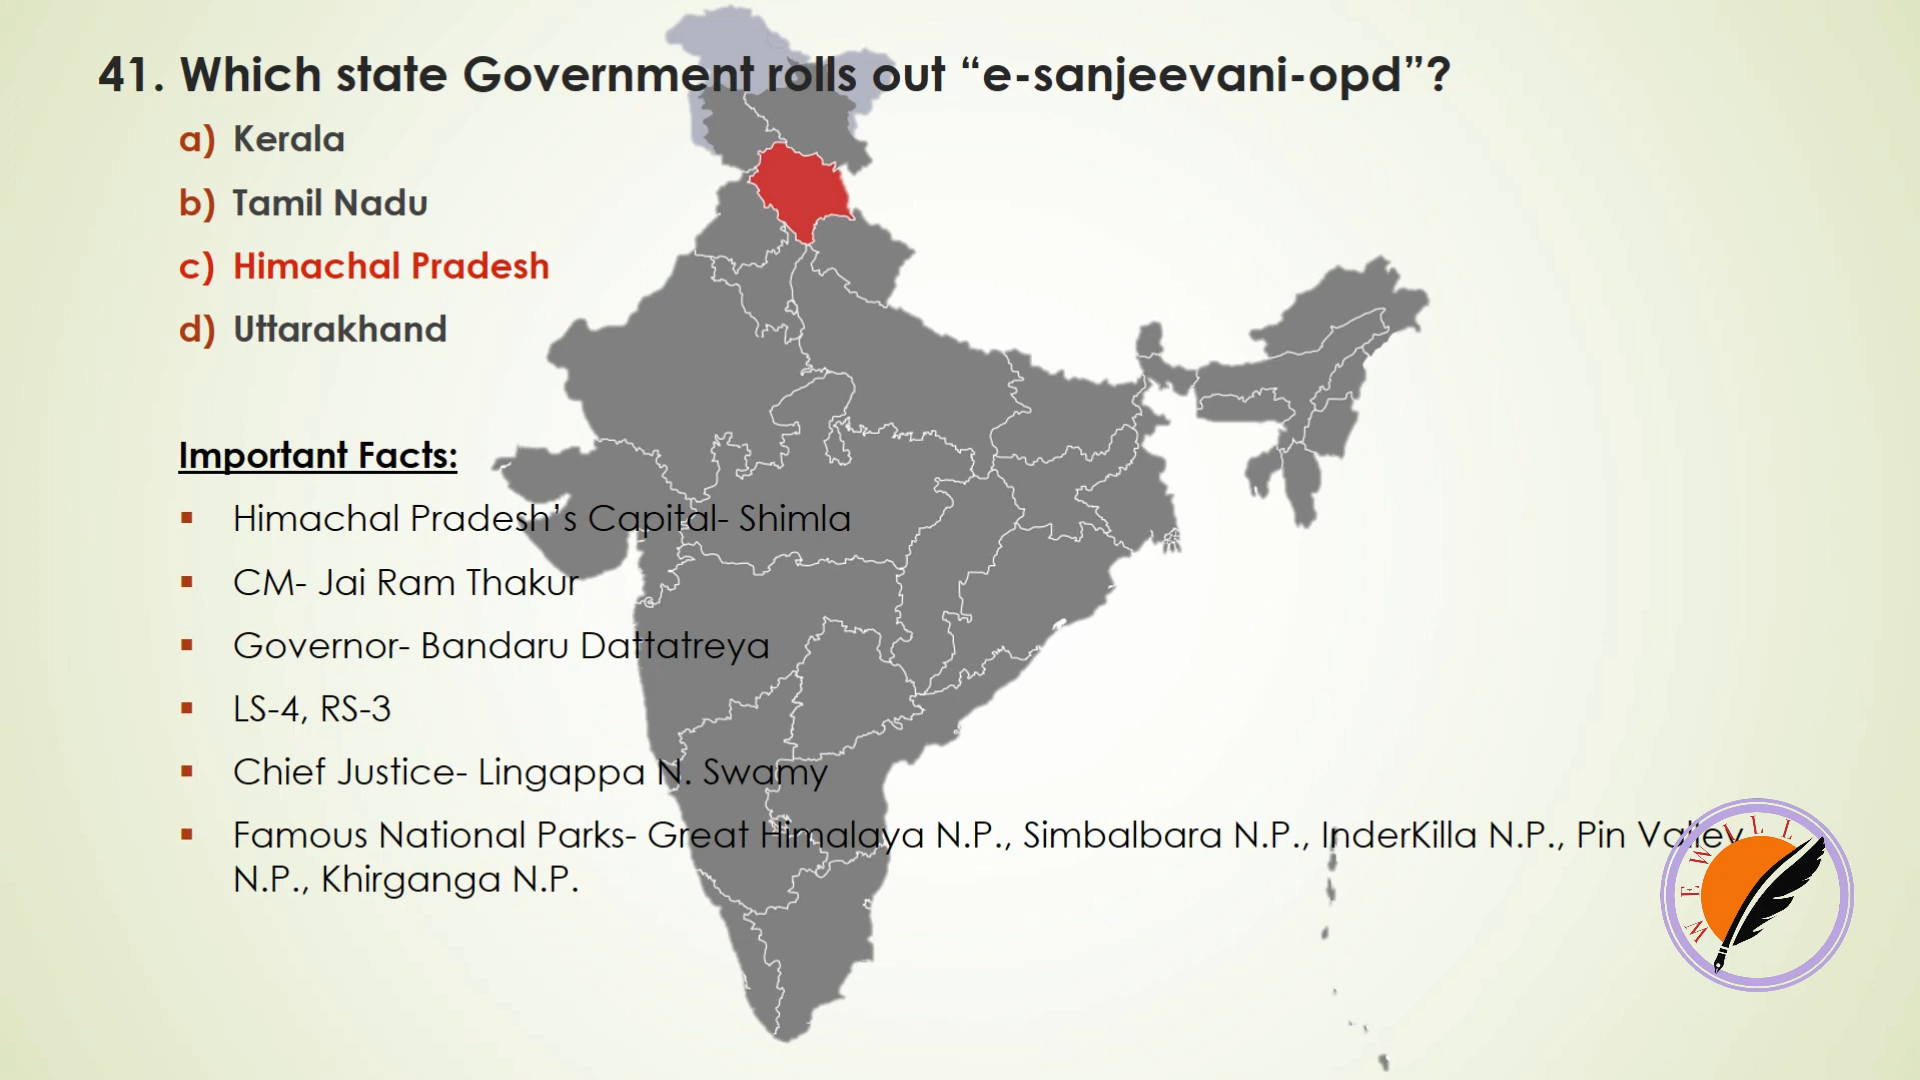 41. Which state Government rolls out “e-sanjeevani-opd”?
a) Kerala
b) Tamil Nadu
c) Himachal Pradesh
d) Uttarakhand
Important Facts:
▪ Himachal Pradesh’s Capital- Shimla
▪ CM- Jai Ram Thakur
▪ Governor- Bandaru Dattatreya
▪ LS-4, RS-3
▪ Chief Justice- Lingappa N. Swamy
▪ Famous National Parks- Great Himalaya N.P., Simbalbara N.P., InderKilla N.P., Pin Valley
N.P., Khirganga N.P.
WE WILL